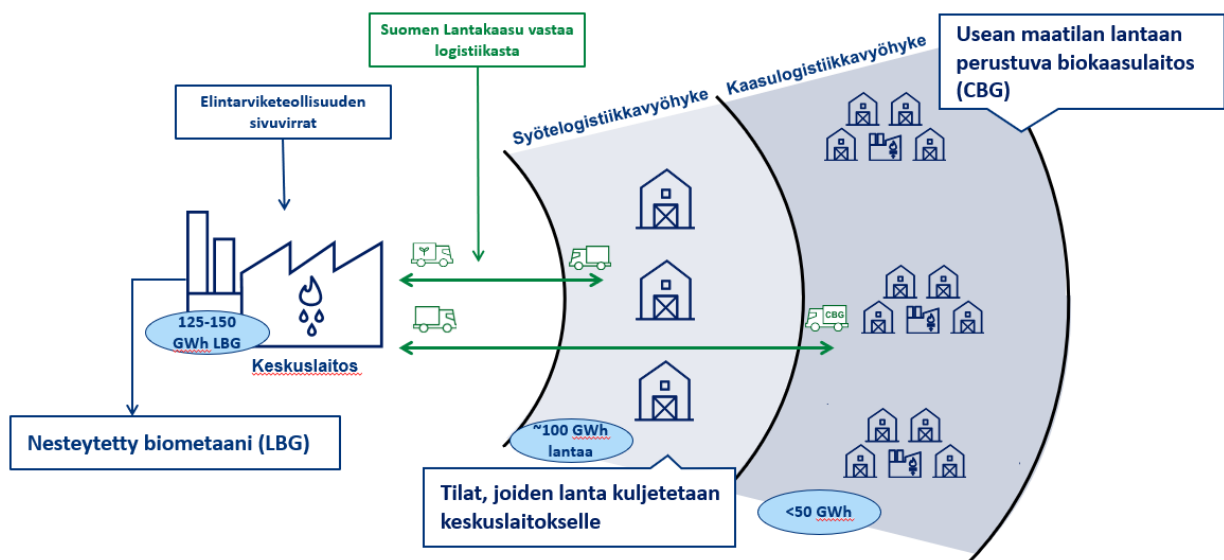 Suomen Lantakaasu vastaa
logistiikasta
Usean maatilan lantaan
perustuva biokaasulaitos
(CBG)
Elintarviketeollisuuden
sivuvirrat
Syötelogistiikkavyöhyke
Kaasulogistiikkavyöhyke
CBG
125-150
GWh LBG
Keskuslaitos
Nesteytetty biometaani (LBG)
~100 GWh
lantaa
Tilat, joiden lanta kuljetetaan
keskuslaitokselle
<50 GWh